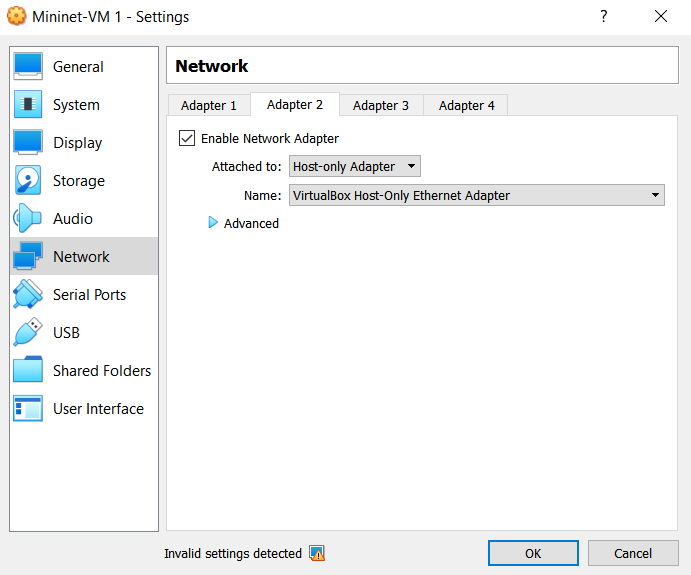 Mininet-VM 1 - Settings
?
General
System
Display
Storage
Audio
Network
Serial Ports
USB
Shared Folders
User Interface
Network
Adapter 1 Adapter 2 Adapter 3 Adapter 4
Enable Network Adapter
Attached to: Host-only Adapter
Name: VirtualBox Host-Only Ethernet Adapter
Advanced
Invalid settings detected
OK Cancel